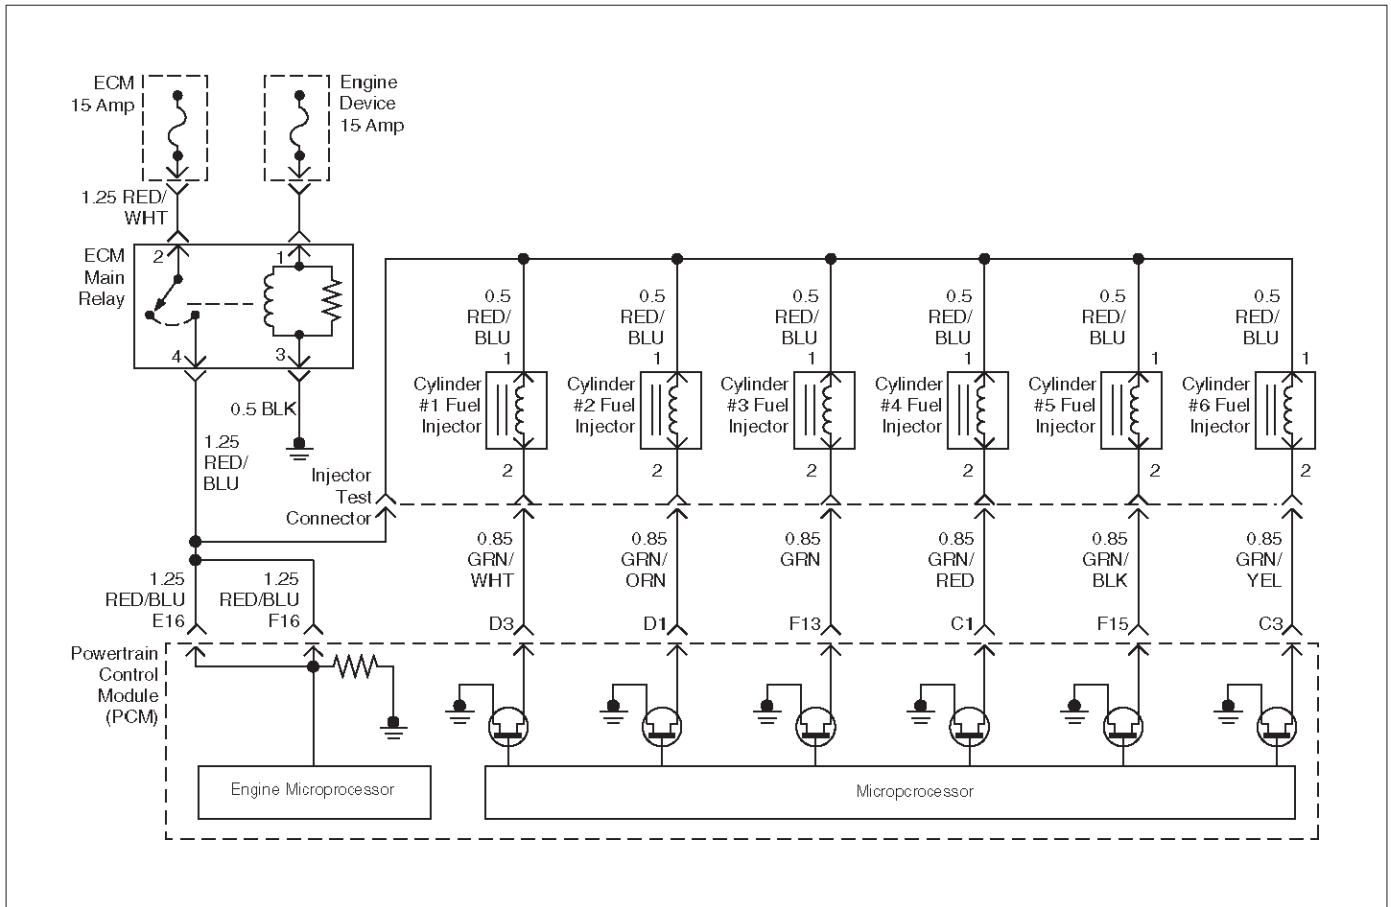 ECM
15 Amp
Engine
Device
15 Amp
1.25 RED/
WHT
ECM
Main
Relay
2
1
4
3
0.5 BLK
1.25
RED/
BLU
Injector
Test
Connector
0.5
RED/
BLU
1
0.5
RED/
BLU
1
0.5
RED/
BLU
1
0.5
RED/
BLU
1
0.5
RED/
BLU
1
0.5
RED/
BLU
1
Cylinder
#1 Fuel
Injector
2
Cylinder
#2 Fuel
Injector
2
Cylinder
#3 Fuel
Injector
2
Cylinder
#4 Fuel
Injector
2
Cylinder
#5 Fuel
Injector
2
Cylinder
#6 Fuel
Injector
2
0.85
GRN/
WHT
0.85
GRN/
ORN
0.85
GRN
0.85
GRN/
RED
0.85
GRN/
BLK
0.85
GRN/
YEL
1.25
RED/BLU
E16
1.25
RED/BLU
F16
D3
D1
F13
C1
F15
C3
Powertrain
Control
Module
(PCM)
Engine Microprocessor
Micropcrocessor